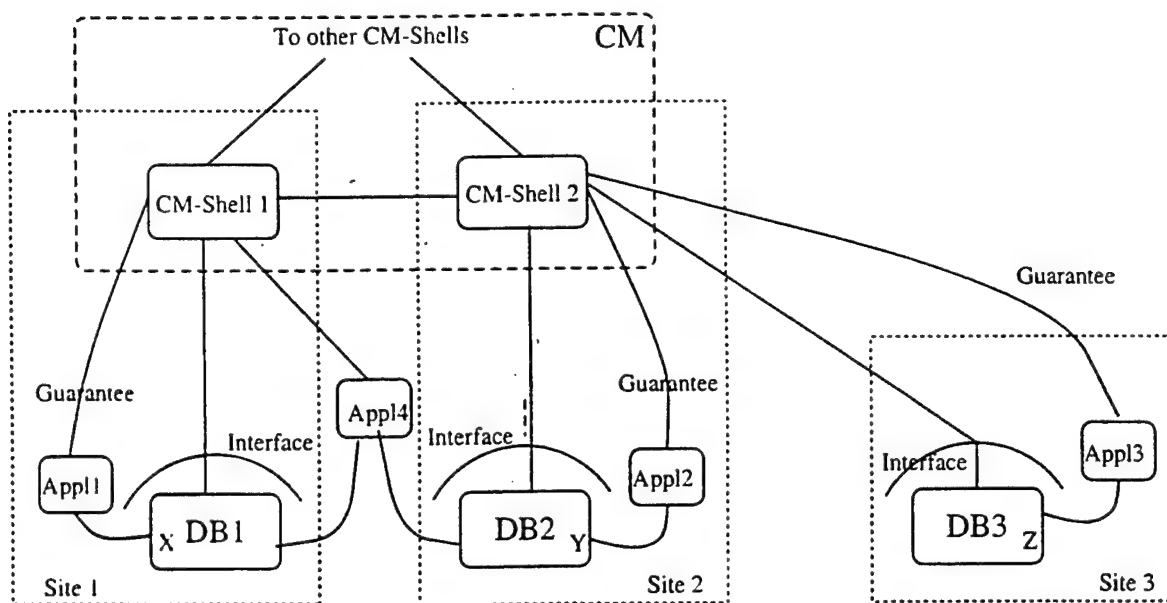 To other CM-Shells
CM
CM-Shell 1
CM-Shell 2
Guarantee
Guarantee
Guarantee
Appl4
Interface
Interface
Interface
Appl1
Appl2
Appl3
X
DB1
DB2
Y
DB3
Z
Site 1
Site 2
Site 3